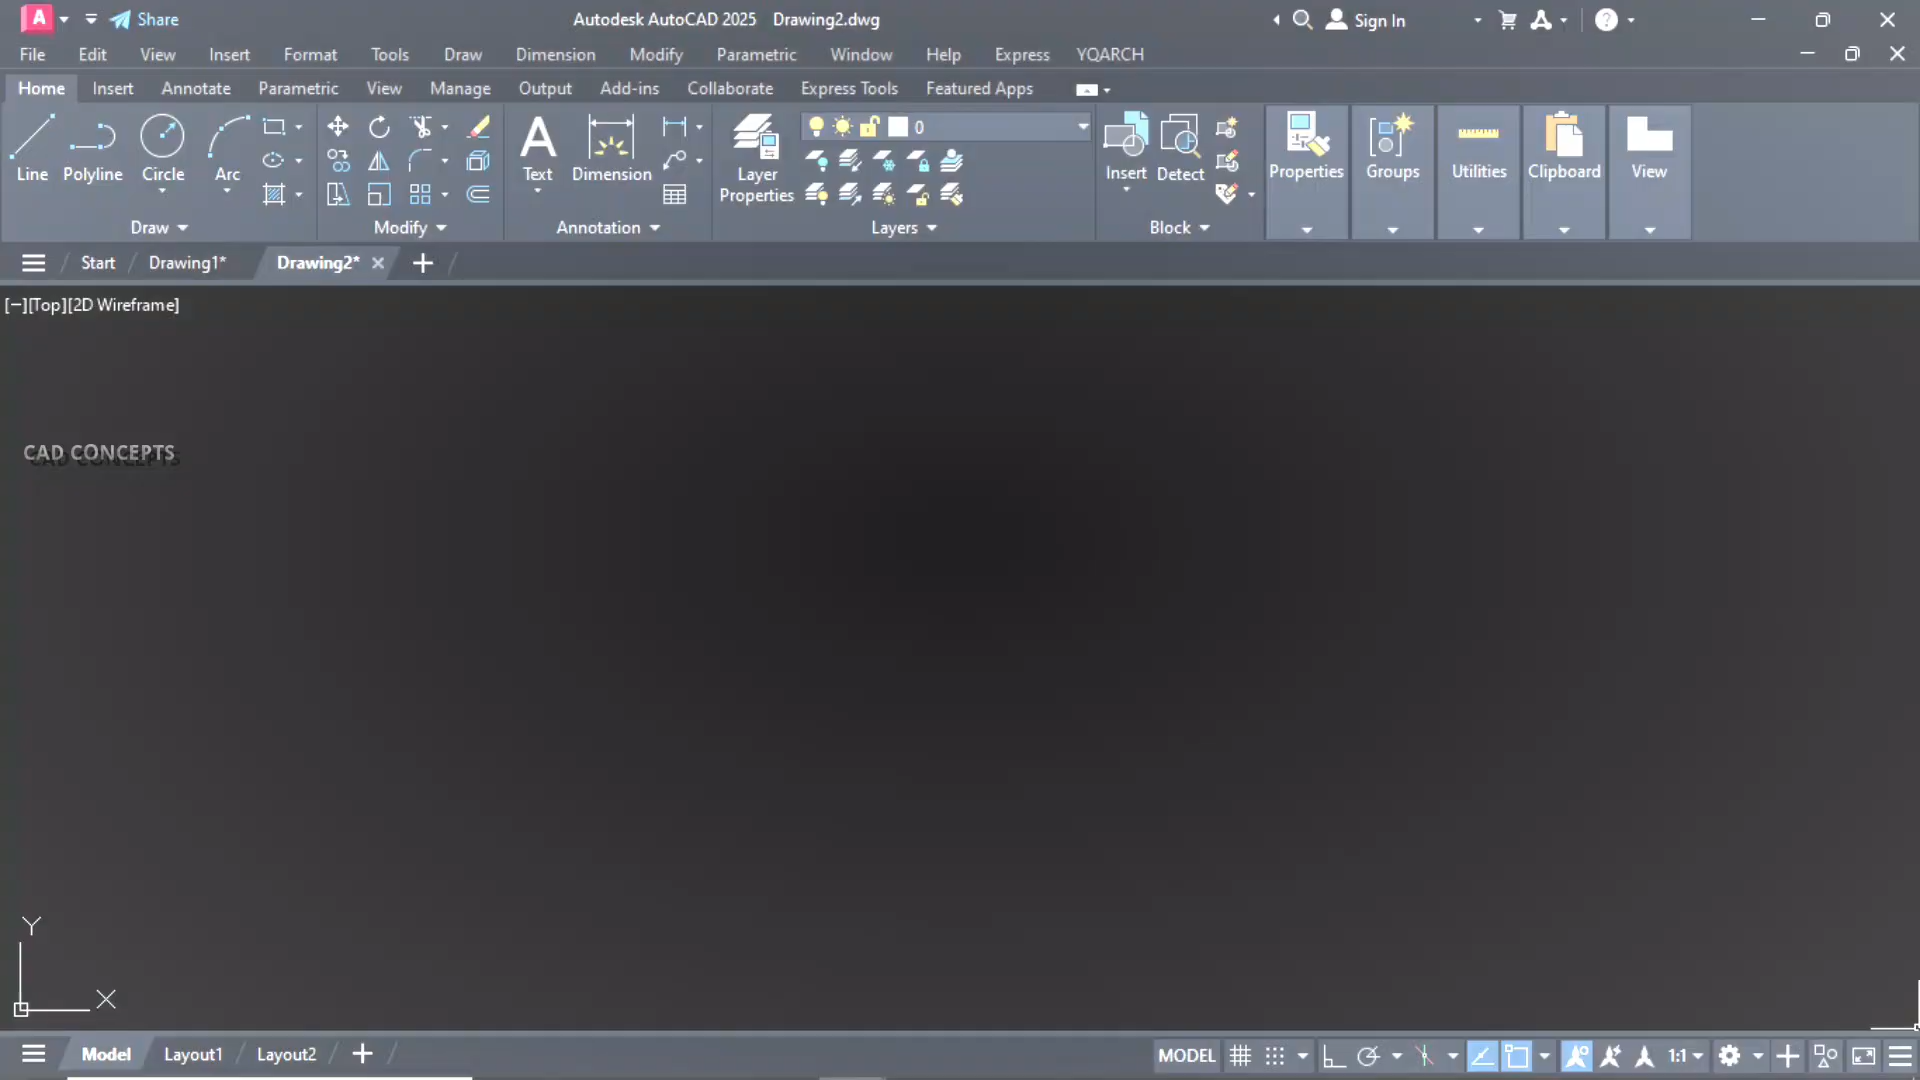 A Share Autodesk AutoCAD 2025 Drawing2.dwg Sign In ?
File Edit View Insert Format Tools Draw Dimension Modify Parametric Window Help Express YQARCH
Home Insert Annotate Parametric View Manage Output Add-ins Collaborate Express Tools Featured Apps
0
Line Polyline Circle Arc A Text Dimension Layer Properties Insert Detect Properties Groups Utilities Clipboard View
Draw Modify Annotation Layers Block
Start Drawing1* Drawing2*
[−][Top][2D Wireframe]
CAD CONCEPTS
Y
X
Model Layout1 Layout2 MODEL 1:1